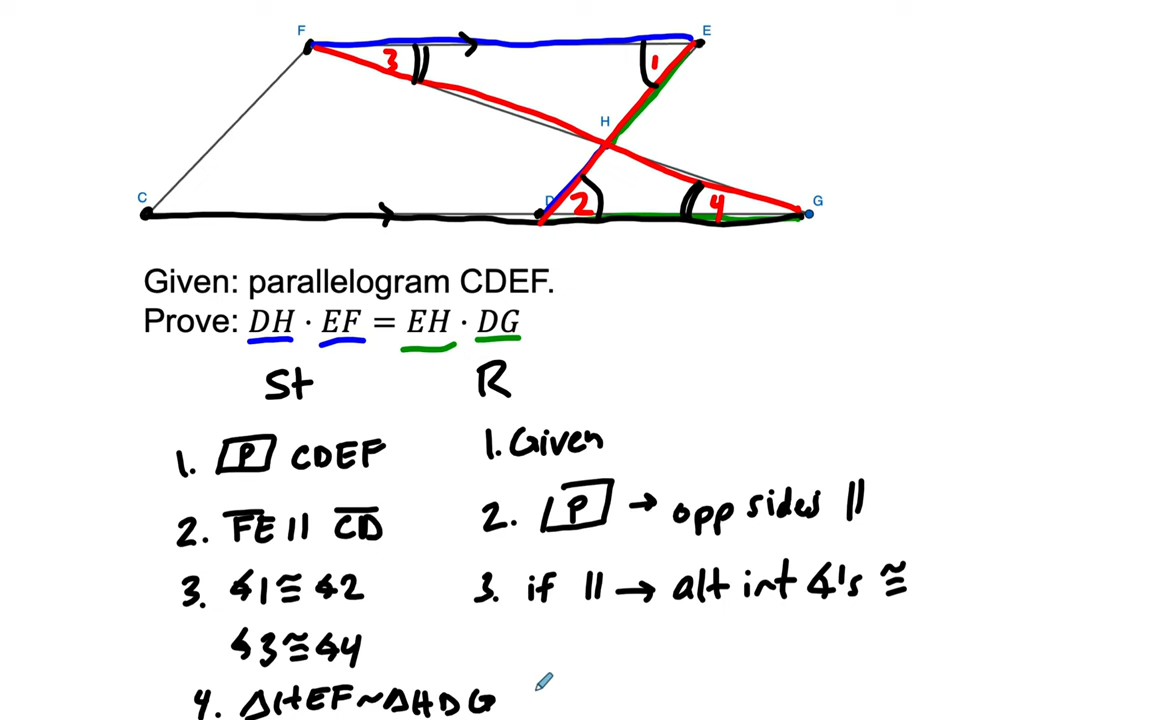 F
E
3
1
H
C
D
2
4
G
Given: parallelogram CDEF.
Prove: DH · EF = EH · DG
St R
1. P CDEF 1. Given
2. FE || CD 2. P → opp sides ||
3. ∡1 ≅ ∡2 3. if || → alt int ∡'s ≅
∡3 ≅ ∡4
4. △HEF ~ △HDG